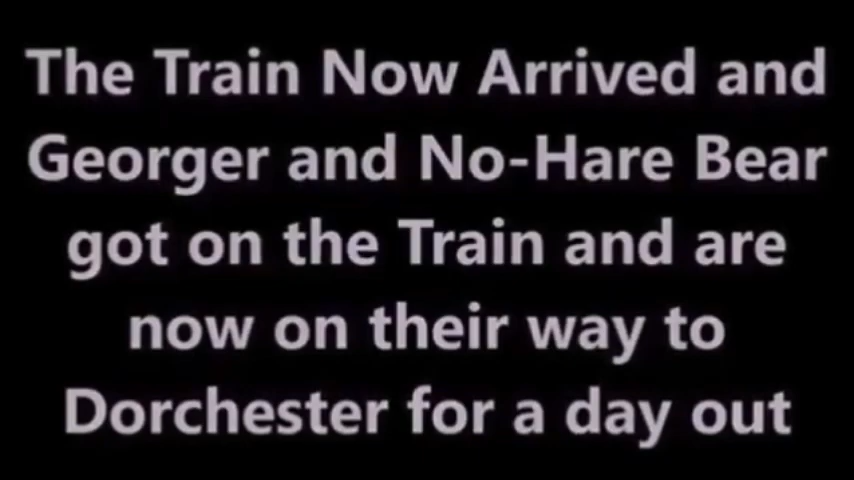 The Train Now Arrived and
Georger and No-Hare Bear
got on the Train and are
now on their way to
Dorchester for a day out